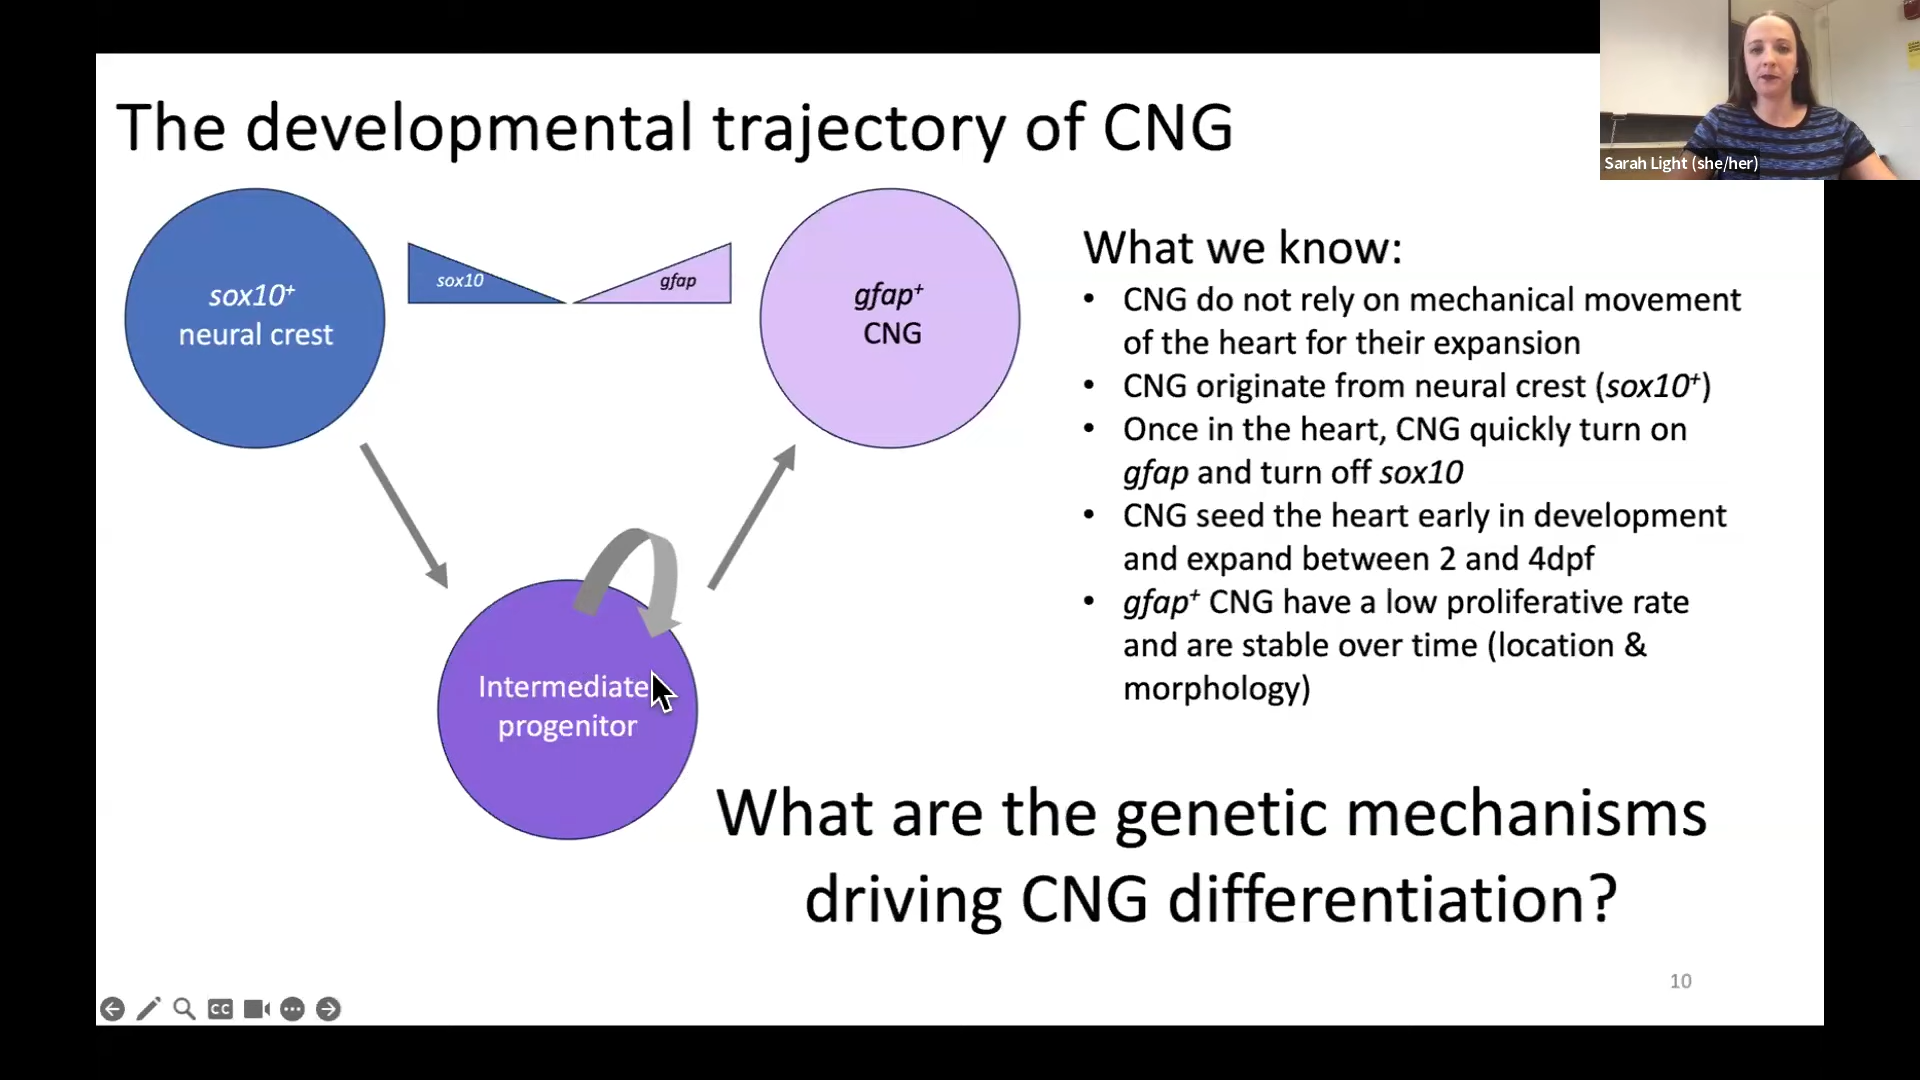 The developmental trajectory of CNG
Sarah Light (she/her)
sox10⁺
neural crest
sox10
gfap
gfap⁺
CNG
Intermediate
progenitor
What we know:
• CNG do not rely on mechanical movement
of the heart for their expansion
• CNG originate from neural crest (sox10⁺)
• Once in the heart, CNG quickly turn on
gfap and turn off sox10
• CNG seed the heart early in development
and expand between 2 and 4dpf
• gfap⁺ CNG have a low proliferative rate
and are stable over time (location &
morphology)
What are the genetic mechanisms
driving CNG differentiation?
10
CC